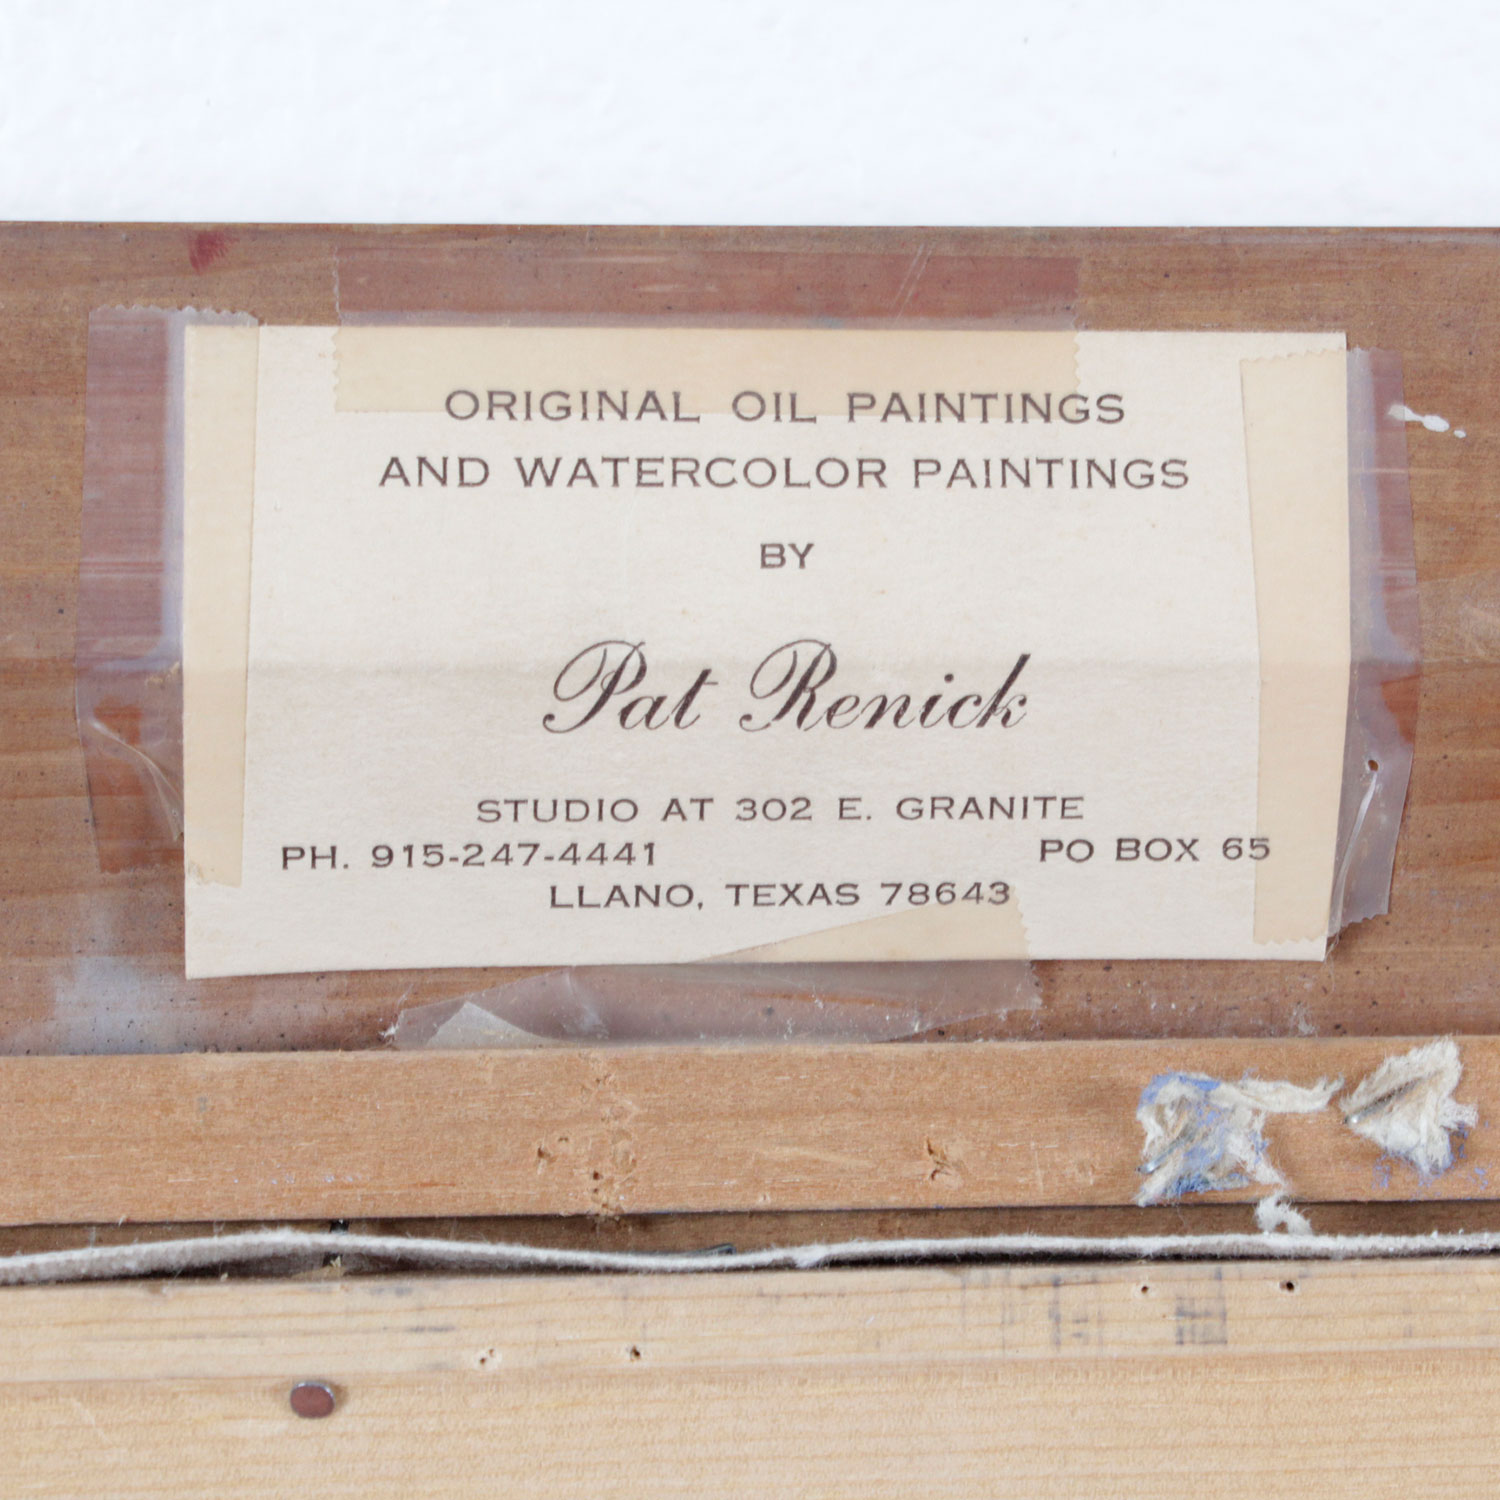 ORIGINAL OIL PAINTINGS
AND WATERCOLOR PAINTINGS
BY
Pat Renick
STUDIO AT 302 E. GRANITE
PH. 915-247-4441 PO BOX 65
LLANO, TEXAS 78643